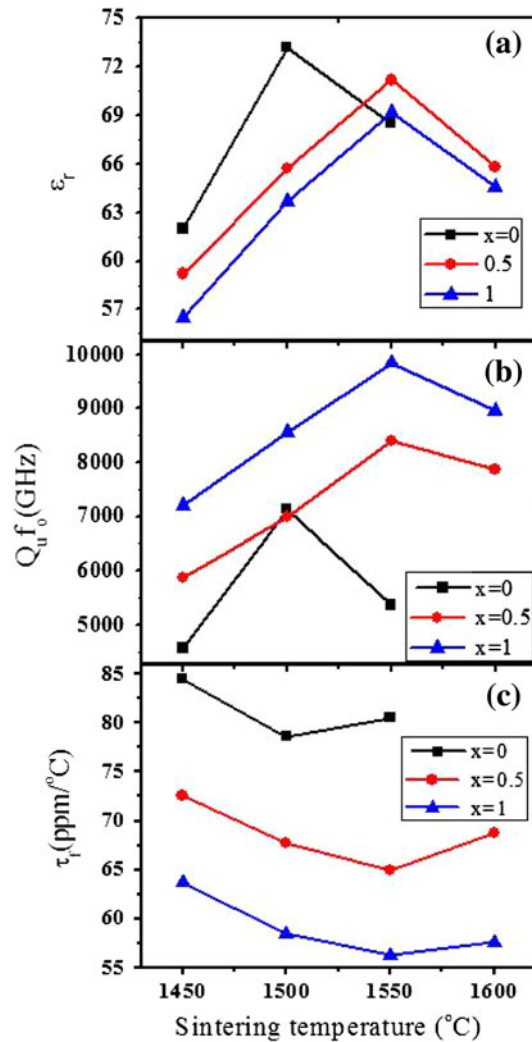 75
(a)
72
69
66
63
60
57
εr
x=0
0.5
1
10000
(b)
9000
8000
7000
6000
5000
Qufo(GHz)
x=0
x=0.5
x=1
85
(c)
80
75
70
65
60
55
τf(ppm/°C)
x=0
x=0.5
x=1
1450 1500 1550 1600
Sintering temperature (°C)